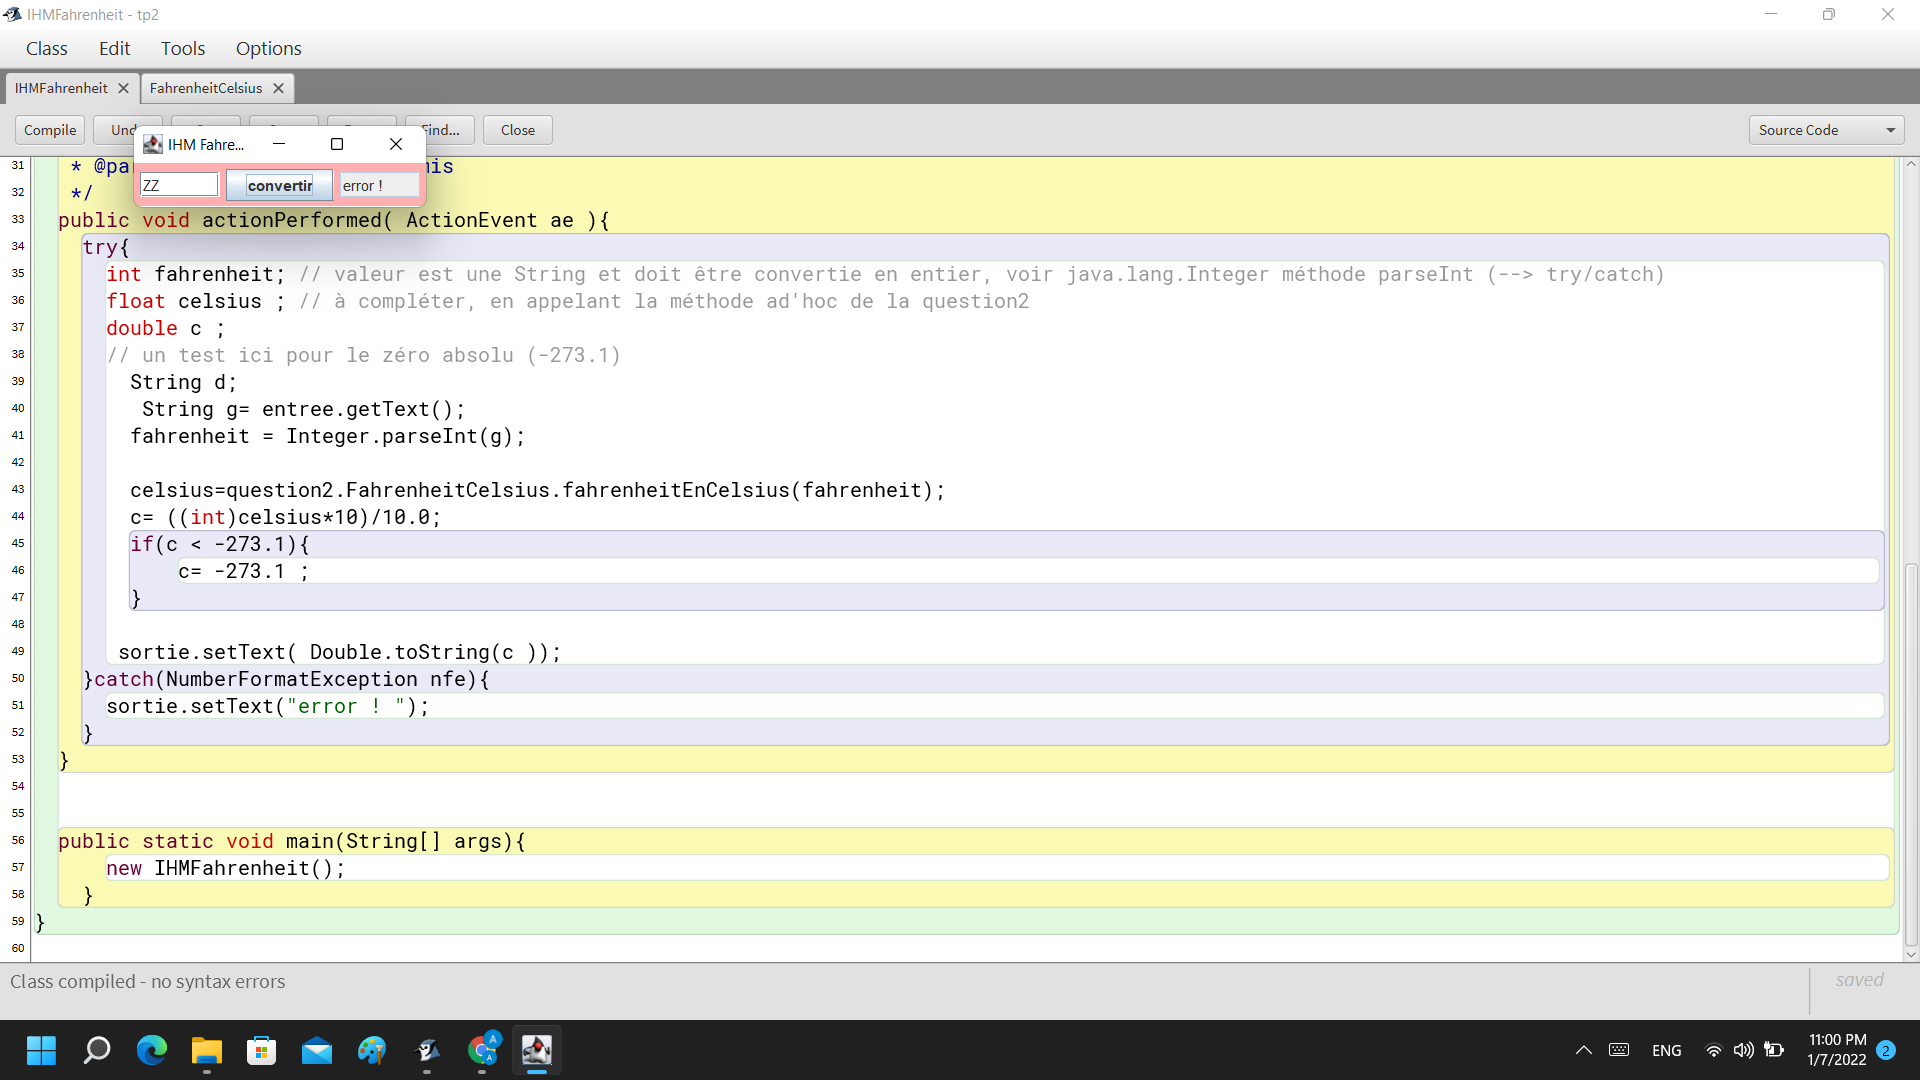 IHMFahrenheit - tp2
Class Edit Tools Options
IHMFahrenheit FahrenheitCelsius
Compile Find... Close Source Code
IHM Fahre...
ZZ convertir error !
31 * @pa
32 */
33 public void actionPerformed( ActionEvent ae ){
34 try{
35 int fahrenheit; // valeur est une String et doit être convertie en entier, voir java.lang.Integer méthode parseInt (--> try/catch)
36 float celsius ; // à compléter, en appelant la méthode ad'hoc de la question2
37 double c ;
38 // un test ici pour le zéro absolu (-273.1)
39 String d;
40 String g= entree.getText();
41 fahrenheit = Integer.parseInt(g);
42
43 celsius=question2.FahrenheitCelsius.fahrenheitEnCelsius(fahrenheit);
44 c= ((int)celsius*10)/10.0;
45 if(c < -273.1){
46 c= -273.1 ;
47 }
48
49 sortie.setText( Double.toString(c ));
50 }catch(NumberFormatException nfe){
51 sortie.setText("error ! ");
52 }
53 }
54
55
56 public static void main(String[] args){
57 new IHMFahrenheit();
58 }
59 }
60
Class compiled - no syntax errors
saved
ENG
11:00 PM
1/7/2022
2